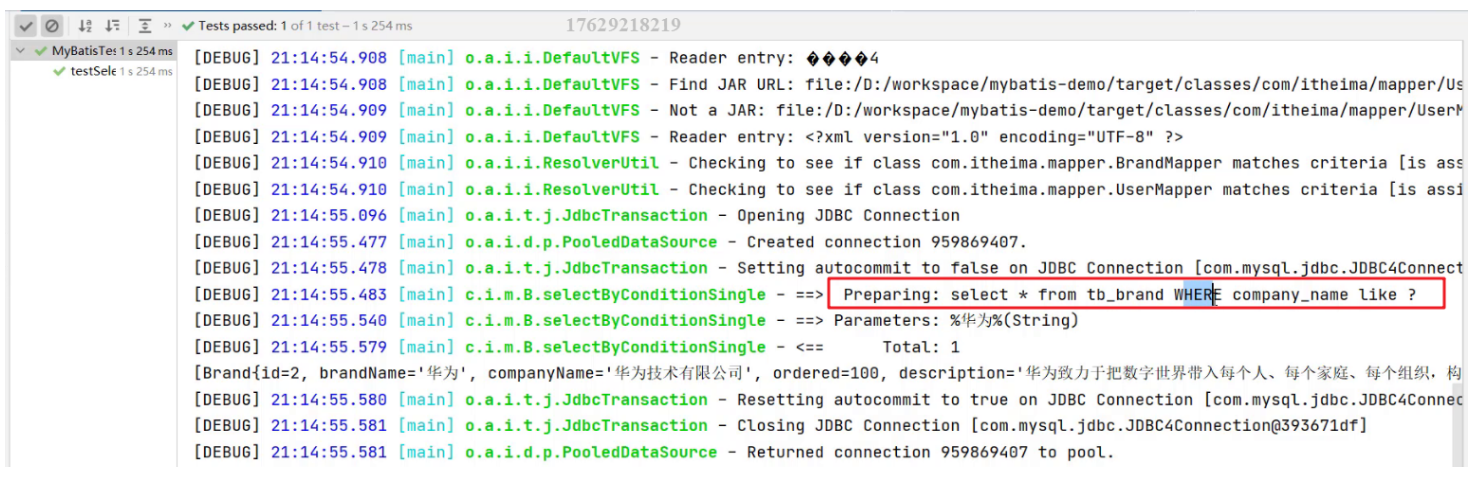 Tests passed: 1 of 1 test – 1 s 254 ms
17629218219
MyBatisTes 1 s 254 ms
testSele 1 s 254 ms
[DEBUG] 21:14:54.908 [main] o.a.i.i.DefaultVFS - Reader entry: ����4
[DEBUG] 21:14:54.908 [main] o.a.i.i.DefaultVFS - Find JAR URL: file:/D:/workspace/mybatis-demo/target/classes/com/itheima/mapper/Us
[DEBUG] 21:14:54.909 [main] o.a.i.i.DefaultVFS - Not a JAR: file:/D:/workspace/mybatis-demo/target/classes/com/itheima/mapper/UserM
[DEBUG] 21:14:54.909 [main] o.a.i.i.DefaultVFS - Reader entry: <?xml version="1.0" encoding="UTF-8" ?>
[DEBUG] 21:14:54.910 [main] o.a.i.i.ResolverUtil - Checking to see if class com.itheima.mapper.BrandMapper matches criteria [is ass
[DEBUG] 21:14:54.910 [main] o.a.i.i.ResolverUtil - Checking to see if class com.itheima.mapper.UserMapper matches criteria [is assi
[DEBUG] 21:14:55.096 [main] o.a.i.t.j.JdbcTransaction - Opening JDBC Connection
[DEBUG] 21:14:55.477 [main] o.a.i.d.p.PooledDataSource - Created connection 959869407.
[DEBUG] 21:14:55.478 [main] o.a.i.t.j.JdbcTransaction - Setting autocommit to false on JDBC Connection [com.mysql.jdbc.JDBC4Connect
[DEBUG] 21:14:55.483 [main] c.i.m.B.selectByConditionSingle - ==> Preparing: select * from tb_brand WHERE company_name like ?
[DEBUG] 21:14:55.540 [main] c.i.m.B.selectByConditionSingle - ==> Parameters: %华为%(String)
[DEBUG] 21:14:55.579 [main] c.i.m.B.selectByConditionSingle - <== Total: 1
[Brand{id=2, brandName='华为', companyName='华为技术有限公司', ordered=100, description='华为致力于把数字世界带入每个人、每个家庭、每个组织，构
[DEBUG] 21:14:55.580 [main] o.a.i.t.j.JdbcTransaction - Resetting autocommit to true on JDBC Connection [com.mysql.jdbc.JDBC4Connec
[DEBUG] 21:14:55.581 [main] o.a.i.t.j.JdbcTransaction - Closing JDBC Connection [com.mysql.jdbc.JDBC4Connection@393671df]
[DEBUG] 21:14:55.581 [main] o.a.i.d.p.PooledDataSource - Returned connection 959869407 to pool.